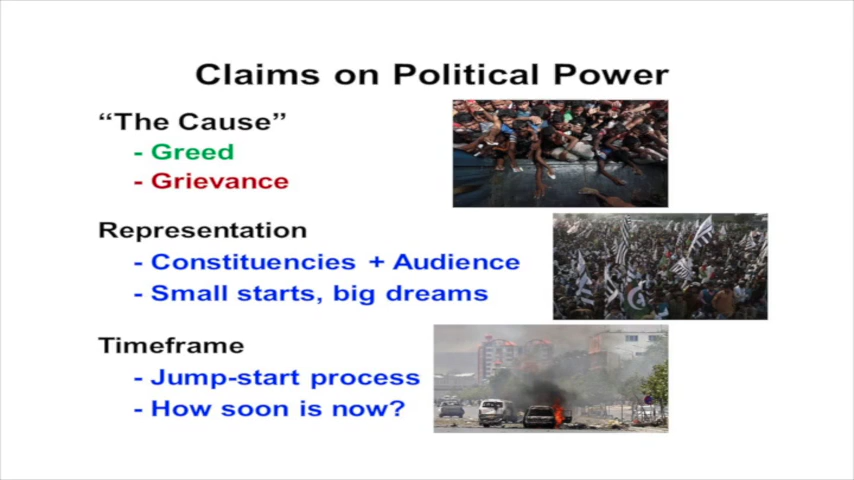 Claims on Political Power
“The Cause”
- Greed
- Grievance
Representation
- Constituencies + Audience
- Small starts, big dreams
Timeframe
- Jump-start process
- How soon is now?